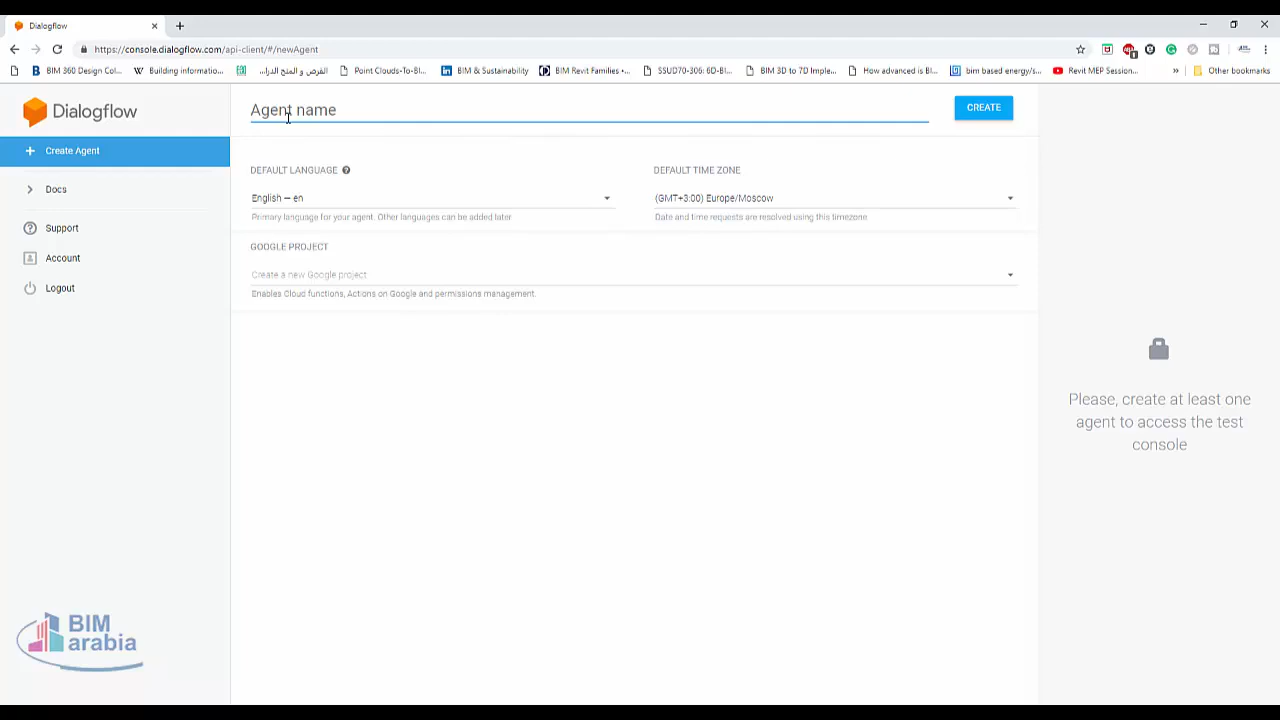 Dialogflow
https://console.dialogflow.com/api-client/#/newAgent
BIM 360 Design Col...
Building informatio...
القرص و المنح الدرا...
Point Clouds-To-BI...
BIM & Sustainability
BIM Revit Families •...
SSUD70-306: 6D-BI...
BIM 3D to 7D Imple...
How advanced is BI...
bim based energy/s...
Revit MEP Session...
»
Other bookmarks
Dialogflow
Agent name
CREATE
+ Create Agent
Docs
Support
Account
Logout
DEFAULT LANGUAGE ?
DEFAULT TIME ZONE
English — en
(GMT+3:00) Europe/Moscow
Primary language for your agent. Other languages can be added later.
Date and time requests are resolved using this timezone.
GOOGLE PROJECT
Create a new Google project
Enables Cloud functions, Actions on Google and permissions management.
Please, create at least one
agent to access the test
console
BIM
arabia